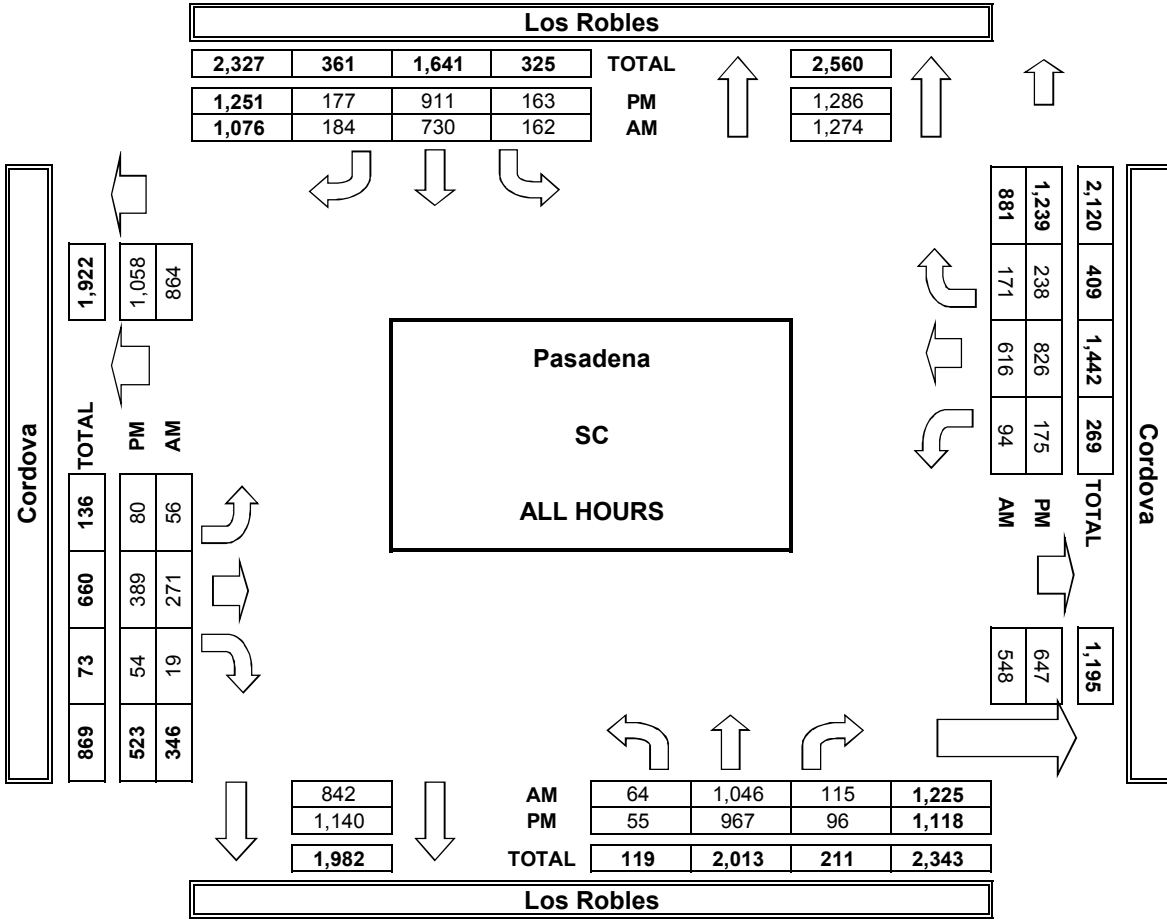 Los Robles
2,327 361 1,641 325 TOTAL 2,560
1,251 177 911 163 PM 1,286
1,076 184 730 162 AM 1,274
Cordova
1,922
1,058
864
TOTAL
PM
AM
136 660 73 869
80 389 54 523
56 271 19 346
Pasadena
SC
ALL HOURS
2,120 409 1,442 269 TOTAL 1,195
1,239 238 826 175 PM 647
881 171 616 94 AM 548
Cordova
842 AM 64 1,046 115 1,225
1,140 PM 55 967 96 1,118
1,982 TOTAL 119 2,013 211 2,343
Los Robles